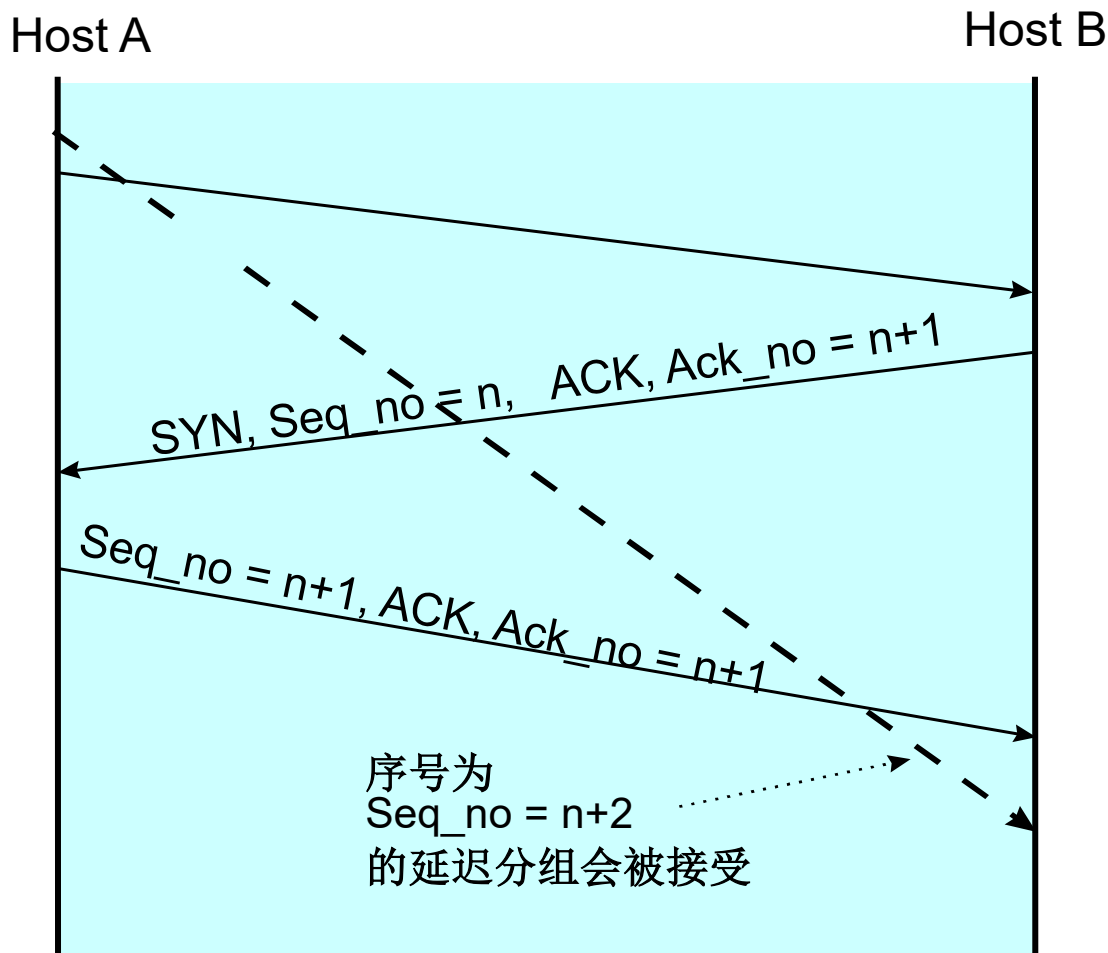 Host A
Host B
SYN, Seq_no = n, ACK, Ack_no = n+1
Seq_no = n+1, ACK, Ack_no = n+1
序号为
Seq_no = n+2
的延迟分组会被接受